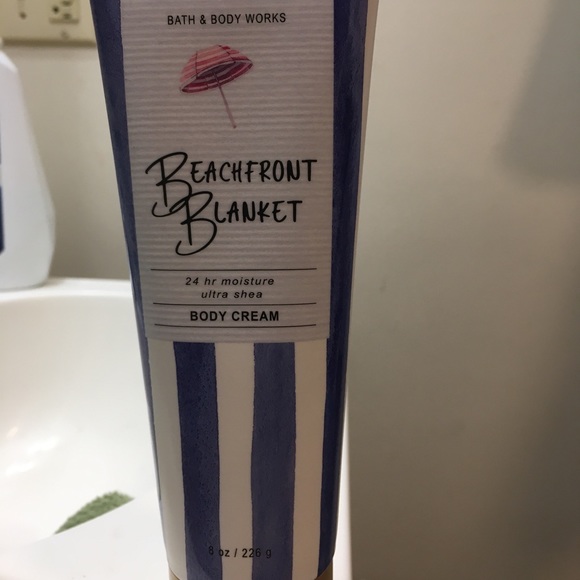 BATH & BODY WORKS
BEACHFRONT
BLANKET
24 hr moisture
ultra shea
BODY CREAM
8 oz / 226 g